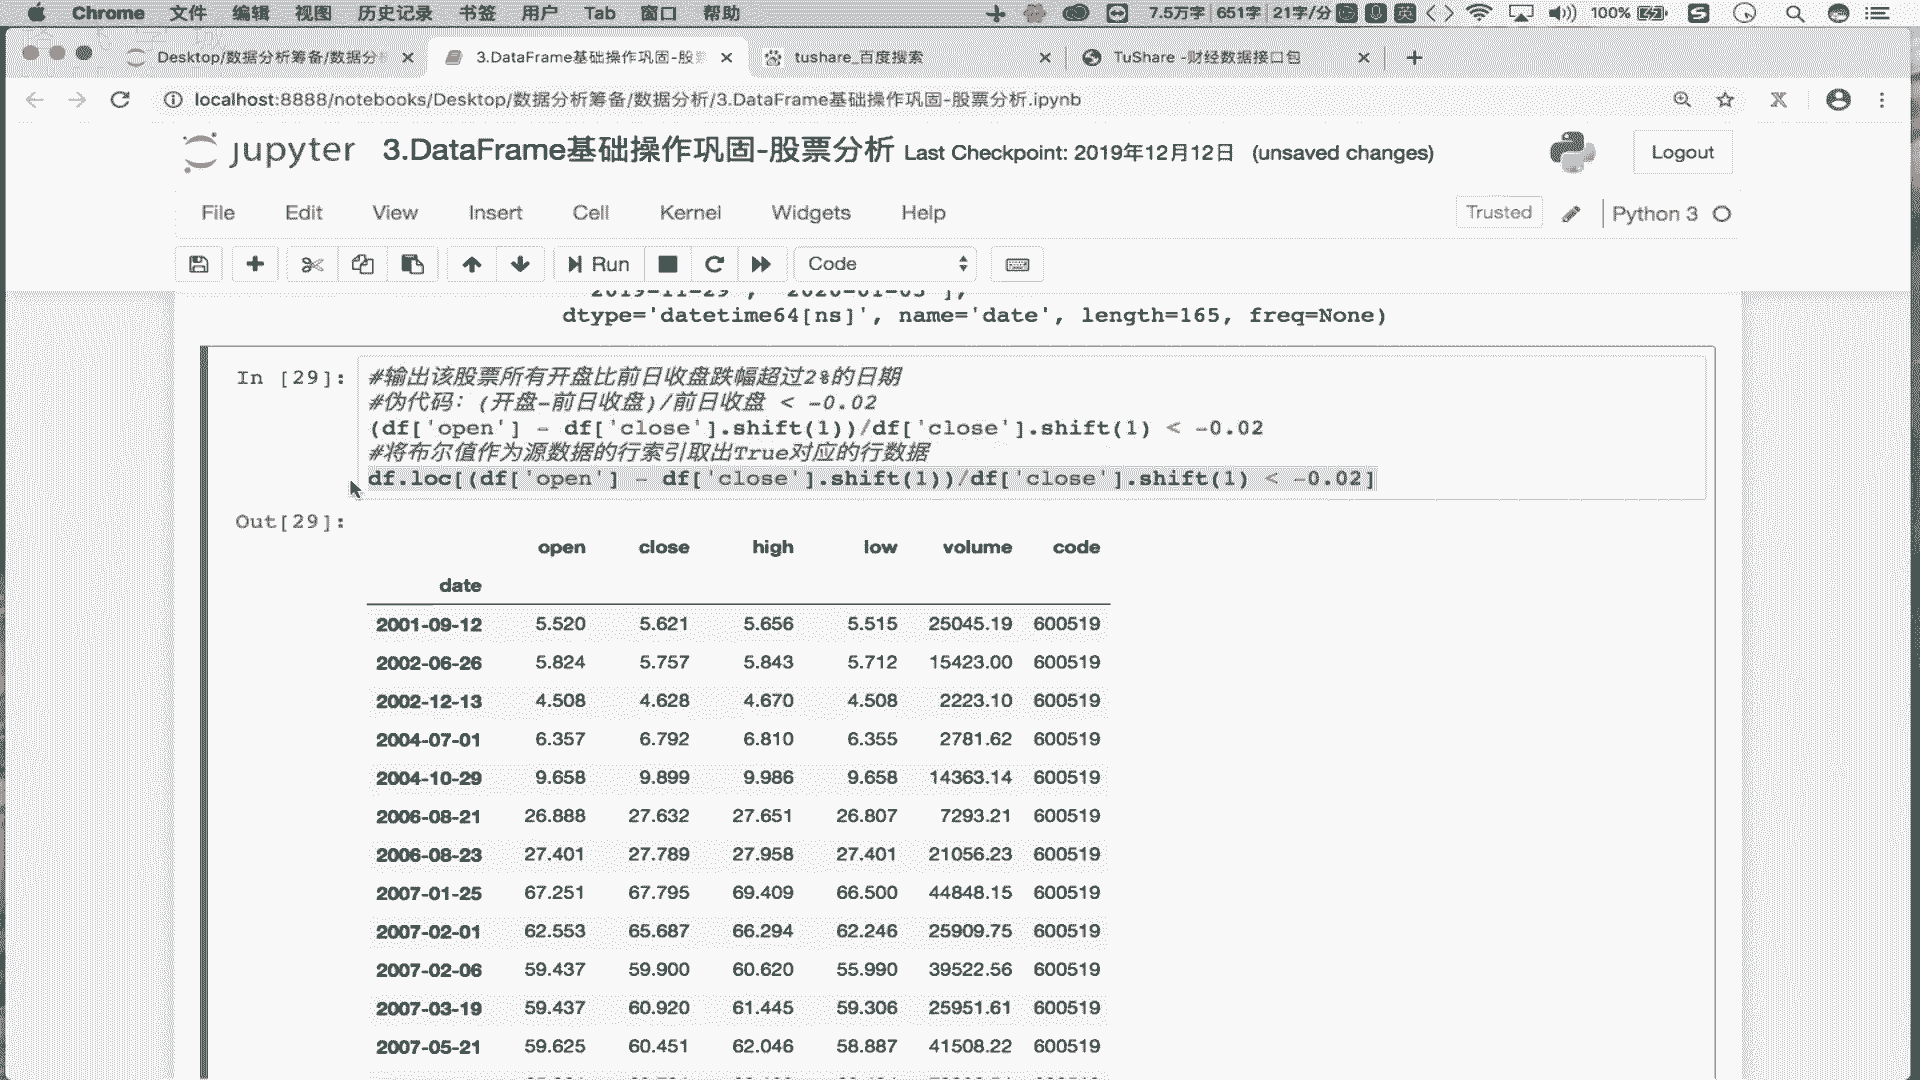 Chrome 文件 编辑 视图 历史记录 书签 用户 Tab 窗口 帮助 7.5万字 651字 21字/分 英 100%
Desktop/数据分析筹备/数据分析 3.DataFrame基础操作巩固-股票 tushare_百度搜索 TuShare -财经数据接口包
localhost:8888/notebooks/Desktop/数据分析筹备/数据分析/3.DataFrame基础操作巩固-股票分析.ipynb
jupyter 3.DataFrame基础操作巩固-股票分析 Last Checkpoint: 2019年12月12日 (unsaved changes) Logout
File Edit View Insert Cell Kernel Widgets Help Trusted Python 3
Run Code
'2019-11-29', '2020-01-03'],
dtype='datetime64[ns]', name='date', length=165, freq=None)
In [29]: #输出该股票所有开盘比前日收盘跌幅超过2%的日期
#伪代码：(开盘-前日收盘)/前日收盘 < -0.02
(df['open'] - df['close'].shift(1))/df['close'].shift(1) < -0.02
#将布尔值作为源数据的行索引取出True对应的行数据
df.loc[(df['open'] - df['close'].shift(1))/df['close'].shift(1) < -0.02]
Out[29]:
open close high low volume code
date
2001-09-12 5.520 5.621 5.656 5.515 25045.19 600519
2002-06-26 5.824 5.757 5.843 5.712 15423.00 600519
2002-12-13 4.508 4.628 4.670 4.508 2223.10 600519
2004-07-01 6.357 6.792 6.810 6.355 2781.62 600519
2004-10-29 9.658 9.899 9.986 9.658 14363.14 600519
2006-08-21 26.888 27.632 27.651 26.807 7293.21 600519
2006-08-23 27.401 27.789 27.958 27.401 21056.23 600519
2007-01-25 67.251 67.795 69.409 66.500 44848.15 600519
2007-02-01 62.553 65.687 66.294 62.246 25909.75 600519
2007-02-06 59.437 59.900 60.620 55.990 39522.56 600519
2007-03-19 59.437 60.920 61.445 59.306 25951.61 600519
2007-05-21 59.625 60.451 62.046 58.887 41508.22 600519